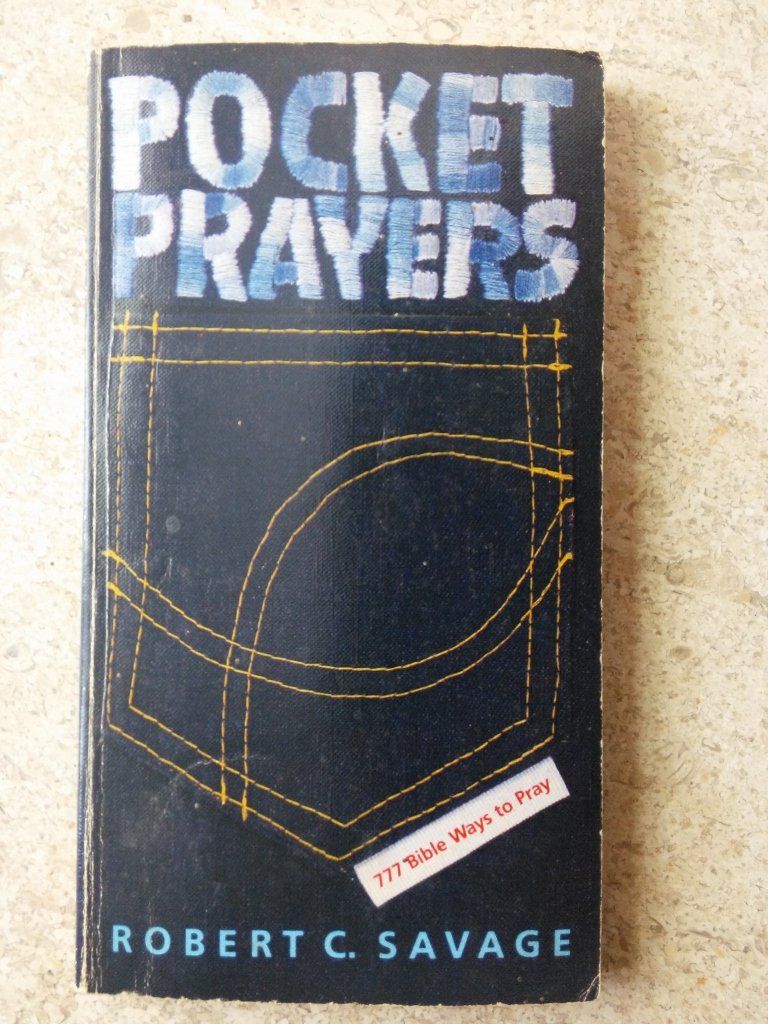 POCKET
PRAYERS
777 Bible Ways to Pray
ROBERT C. SAVAGE